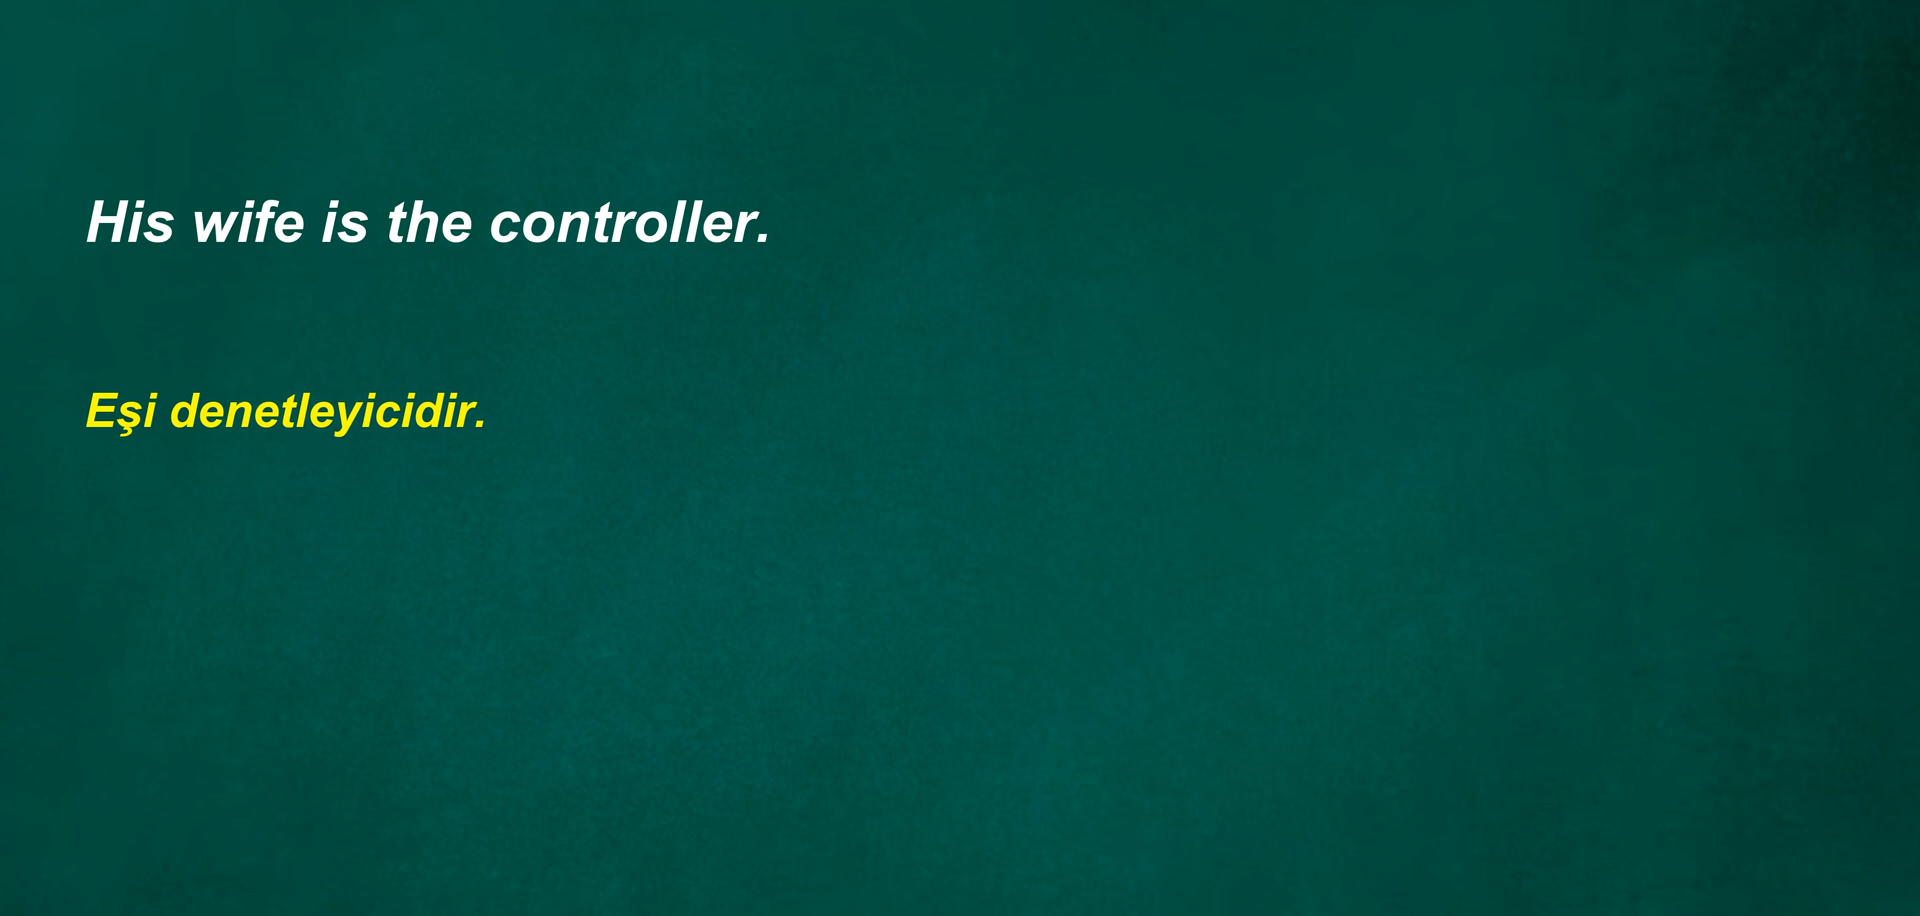 His wife is the controller.
Eşi denetleyicidir.